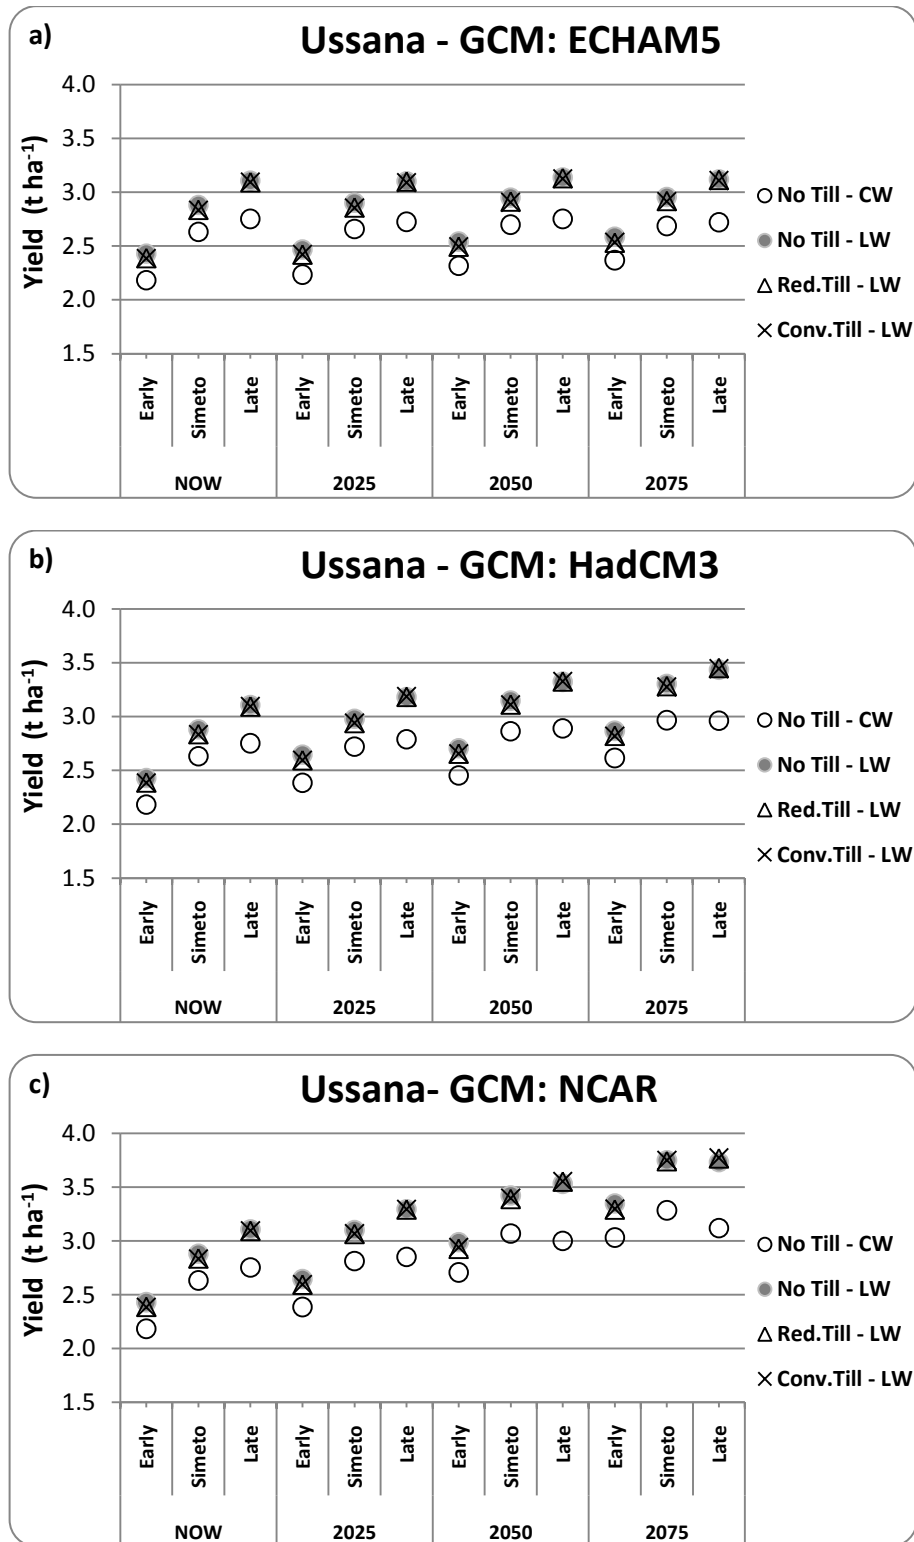 a)
Ussana - GCM: ECHAM5
Yield (t ha-1)
4.0
3.5
3.0
2.5
2.0
1.5
Early
Simeto
Late
Early
Simeto
Late
Early
Simeto
Late
Early
Simeto
Late
NOW 2025 2050 2075
No Till - CW
No Till - LW
Red.Till - LW
Conv.Till - LW
b)
Ussana - GCM: HadCM3
Yield (t ha-1)
4.0
3.5
3.0
2.5
2.0
1.5
Early
Simeto
Late
Early
Simeto
Late
Early
Simeto
Late
Early
Simeto
Late
NOW 2025 2050 2075
No Till - CW
No Till - LW
Red.Till - LW
Conv.Till - LW
c)
Ussana- GCM: NCAR
Yield (t ha-1)
4.0
3.5
3.0
2.5
2.0
1.5
Early
Simeto
Late
Early
Simeto
Late
Early
Simeto
Late
Early
Simeto
Late
NOW 2025 2050 2075
No Till - CW
No Till - LW
Red.Till - LW
Conv.Till - LW